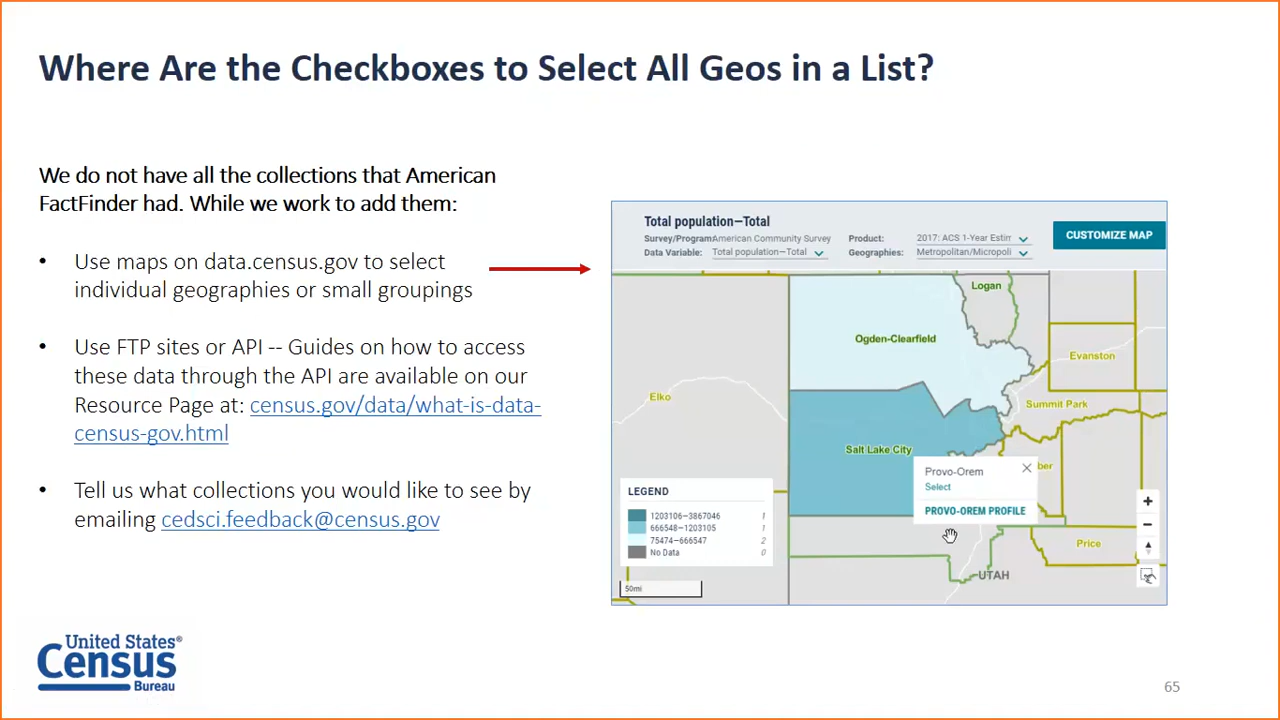 Where Are the Checkboxes to Select All Geos in a List?
We do not have all the collections that American
FactFinder had. While we work to add them:
• Use maps on data.census.gov to select
individual geographies or small groupings
• Use FTP sites or API -- Guides on how to access
these data through the API are available on our
Resource Page at: census.gov/data/what-is-data-
census-gov.html
• Tell us what collections you would like to see by
emailing cedsci.feedback@census.gov
Total population—Total
Survey/Program: American Community Survey
Data Variable: Total population—Total
Product: 2017: ACS 1-Year Estim
Geographies: Metropolitan/Micropoli
CUSTOMIZE MAP
Logan
Ogden-Clearfield
Evanston
Elko
Summit Park
Salt Lake City
Provo-Orem
Select
PROVO-OREM PROFILE
ber
LEGEND
1203106—3867046 1
666548—1203105 1
75474—666547 2
No Data 0
Price
UTAH
50mi
United States®
Census
Bureau
65